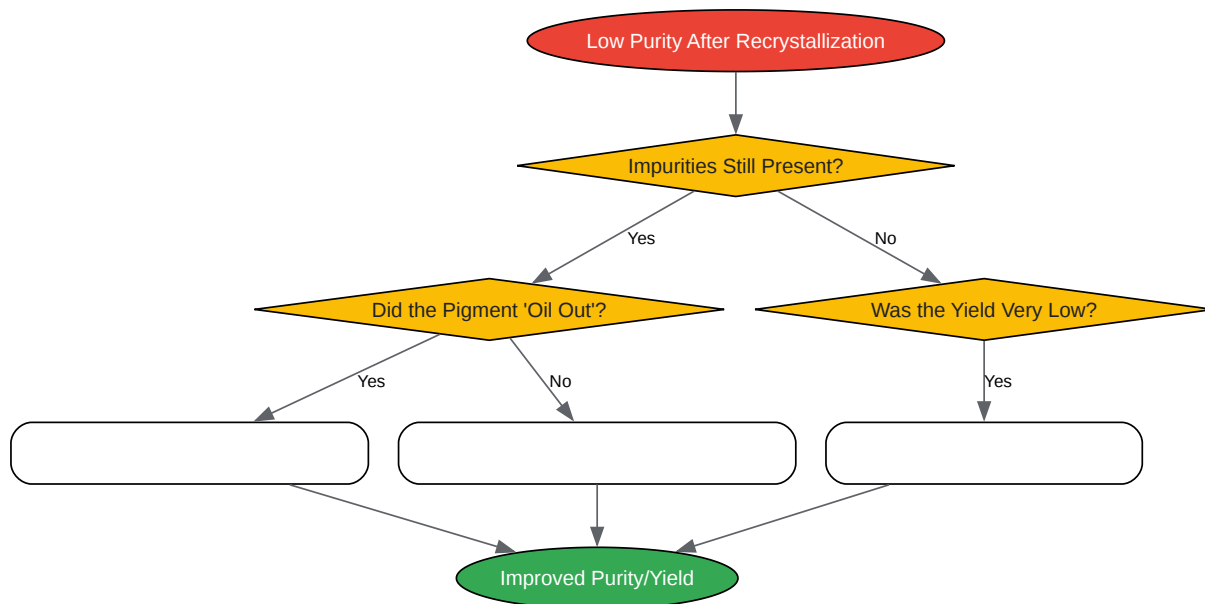 Low Purity After Recrystallization
Impurities Still Present?
Yes
No
Did the Pigment 'Oil Out'?
Was the Yield Very Low?
Yes
No
Yes
Improved Purity/Yield